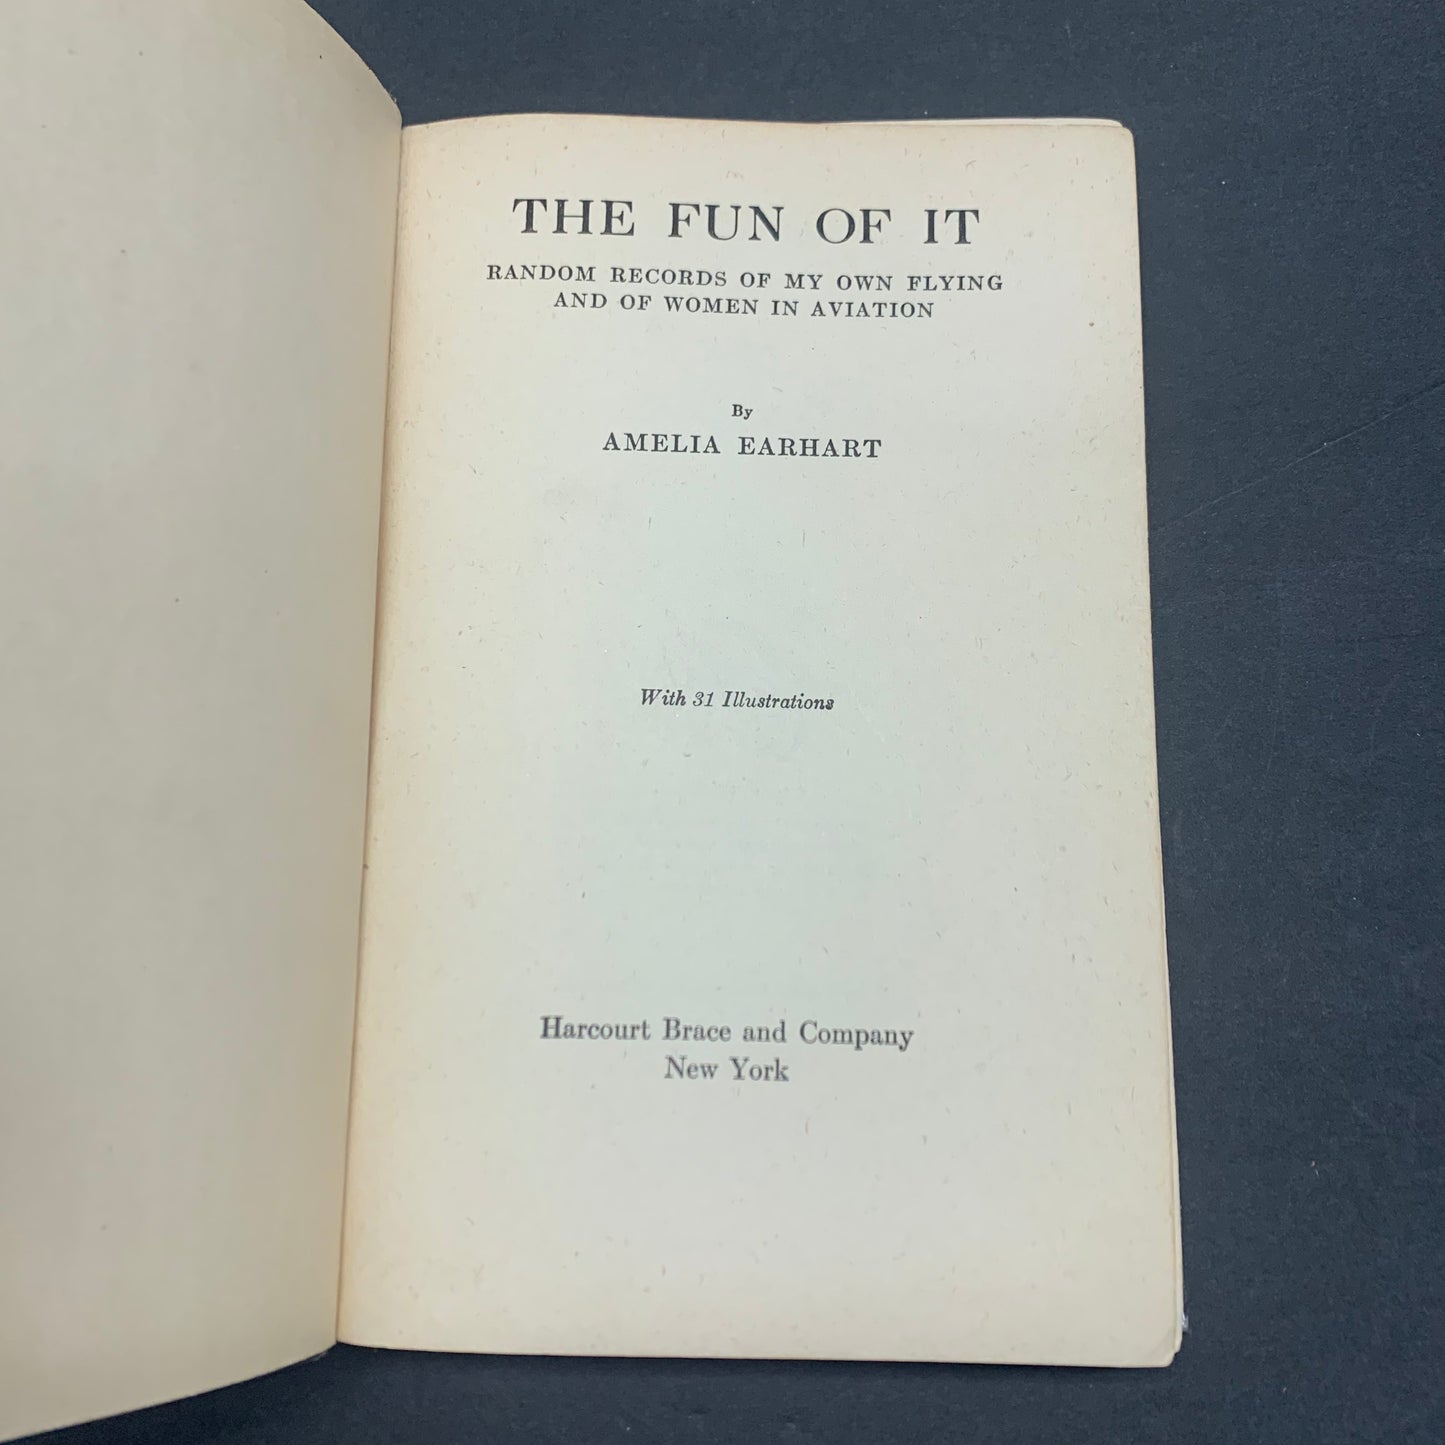 THE FUN OF IT
RANDOM RECORDS OF MY OWN FLYING
AND OF WOMEN IN AVIATION
By
AMELIA EARHART
With 31 Illustrations
Harcourt Brace and Company
New York